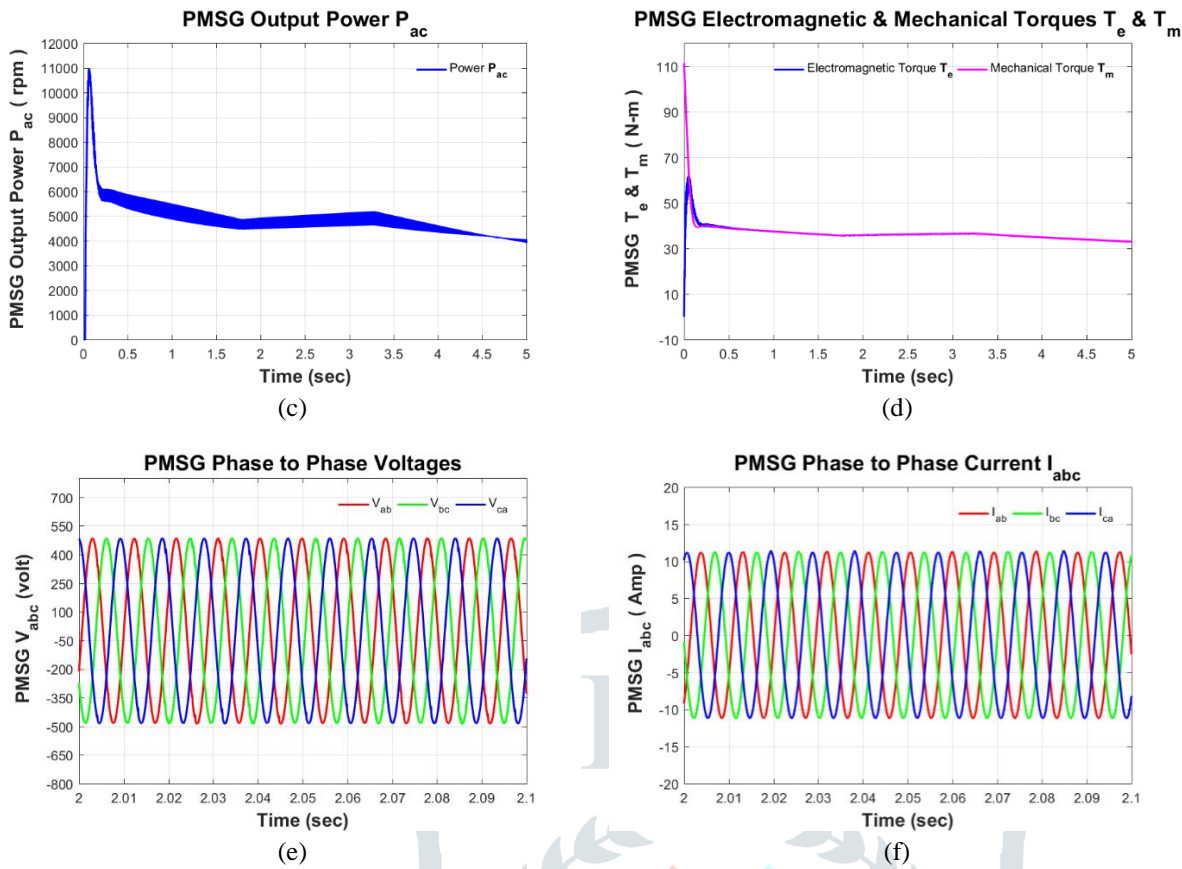 PMSG Output Power P_ac
PMSG Output Power P_ac ( rpm )
12000
11000
10000
9000
8000
7000
6000
5000
4000
3000
2000
1000
0
Power P_ac
0 0.5 1 1.5 2 2.5 3 3.5 4 4.5 5
Time (sec)
(c)
PMSG Electromagnetic & Mechanical Torques T_e & T_m
PMSG T_e & T_m ( N-m )
110
90
70
50
30
10
-10
Electromagnetic Torque T_e Mechanical Torque T_m
0 0.5 1 1.5 2 2.5 3 3.5 4 4.5 5
Time (sec)
(d)
PMSG Phase to Phase Voltages
PMSG V_abc (volt)
700
550
400
250
100
-50
-200
-350
-500
-650
-800
V_ab V_bc V_ca
2 2.01 2.02 2.03 2.04 2.05 2.06 2.07 2.08 2.09 2.1
Time (sec)
(e)
PMSG Phase to Phase Current I_abc
PMSG I_abc ( Amp )
20
15
10
5
0
-5
-10
-15
-20
I_ab I_bc I_ca
2 2.01 2.02 2.03 2.04 2.05 2.06 2.07 2.08 2.09 2.1
Time (sec)
(f)